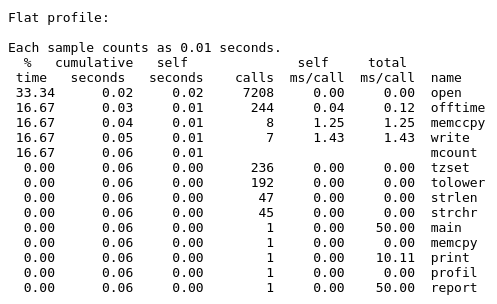 Flat profile:

Each sample counts as 0.01 seconds.
  %   cumulative   self              self     total
 time   seconds   seconds    calls  ms/call  ms/call  name
 33.34      0.02     0.02     7208     0.00     0.00  open
 16.67      0.03     0.01      244     0.04     0.12  offtime
 16.67      0.04     0.01        8     1.25     1.25  memccpy
 16.67      0.05     0.01        7     1.43     1.43  write
 16.67      0.06     0.01                             mcount
  0.00      0.06     0.00      236     0.00     0.00  tzset
  0.00      0.06     0.00      192     0.00     0.00  tolower
  0.00      0.06     0.00       47     0.00     0.00  strlen
  0.00      0.06     0.00       45     0.00     0.00  strchr
  0.00      0.06     0.00        1     0.00    50.00  main
  0.00      0.06     0.00        1     0.00     0.00  memcpy
  0.00      0.06     0.00        1     0.00    10.11  print
  0.00      0.06     0.00        1     0.00     0.00  profil
  0.00      0.06     0.00        1     0.00    50.00  report